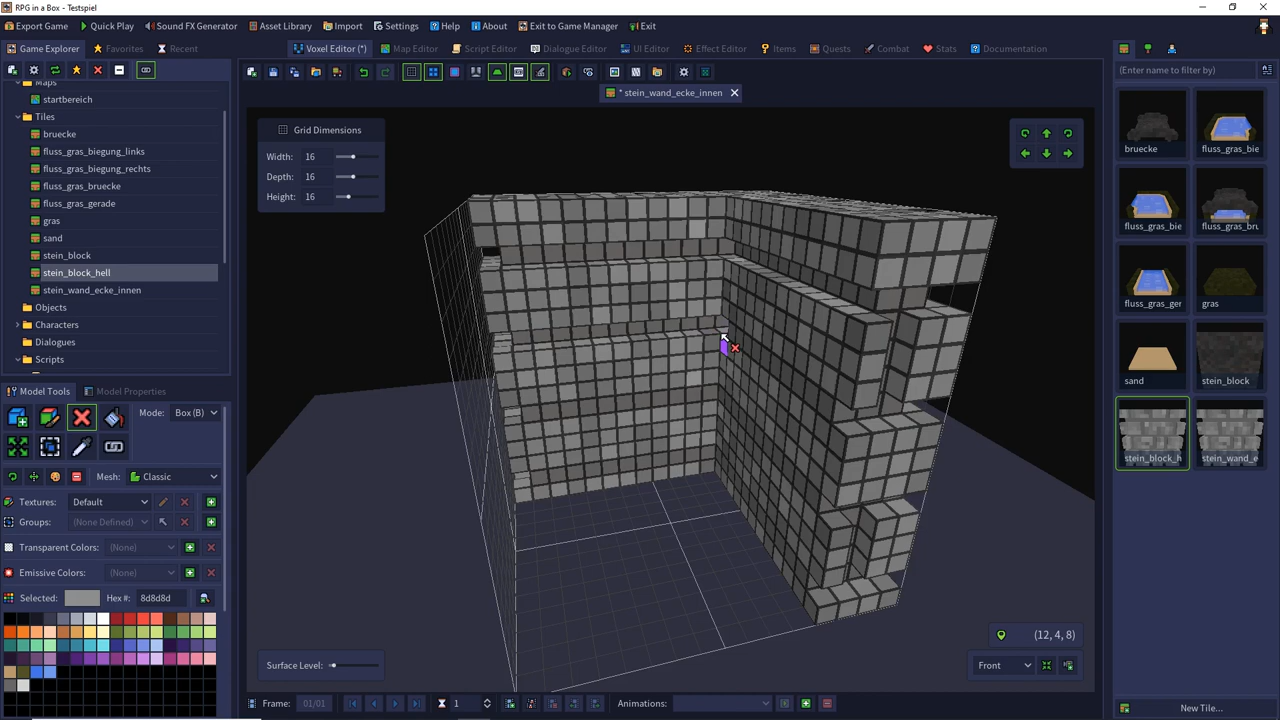 RPG in a Box - Testspiel
Export Game
Quick Play
Sound FX Generator
Asset Library
Import
Settings
Help
About
Exit to Game Manager
Exit
Game Explorer
Favorites
Recent
Voxel Editor (*)
Map Editor
Script Editor
Dialogue Editor
UI Editor
Effect Editor
Items
Quests
Combat
Stats
Documentation
* stein_wand_ecke_innen
(Enter name to filter by)
Maps
startbereich
Tiles
bruecke
fluss_gras_biegung_links
fluss_gras_biegung_rechts
fluss_gras_bruecke
fluss_gras_gerade
gras
sand
stein_block
stein_block_hell
stein_wand_ecke_innen
Objects
Characters
Dialogues
Scripts
Grid Dimensions
Width: 16
Depth: 16
Height: 16
bruecke
fluss_gras_bie
fluss_gras_bie
fluss_gras_bru
fluss_gras_ger
gras
sand
stein_block
stein_block_h
stein_wand_e
Model Tools
Model Properties
Mode: Box (B)
Mesh: Classic
Textures: Default
Groups: (None Defined)
Transparent Colors: (None)
Emissive Colors: (None)
Selected: Hex #: 8d8d8d
(12, 4, 8)
Surface Level:
Front
Frame: 01/01
1
Animations:
New Tile...